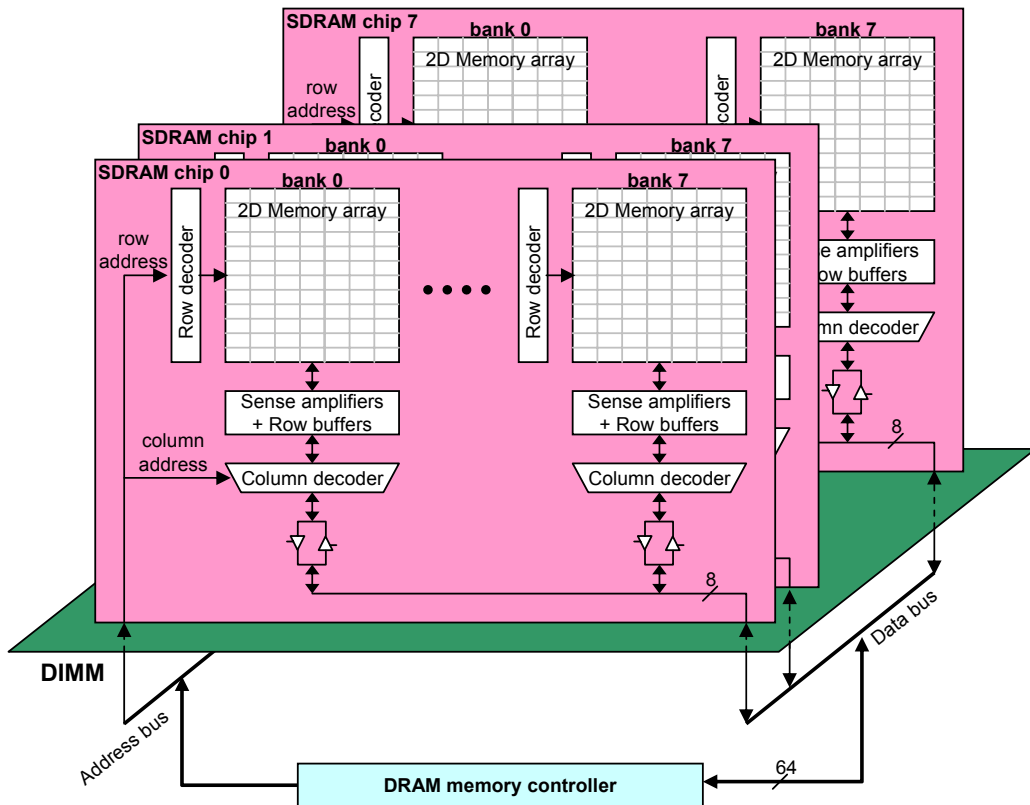 SDRAM chip 7
bank 0
bank 7
2D Memory array
2D Memory array
row
address
coder
coder
SDRAM chip 1
bank 0
bank 7
se amplifiers
ow buffers
mn decoder
8
SDRAM chip 0
bank 0
bank 7
2D Memory array
2D Memory array
row
address
Row decoder
Row decoder
Sense amplifiers
+ Row buffers
Sense amplifiers
+ Row buffers
column
address
Column decoder
Column decoder
8
DIMM
Address bus
Data bus
DRAM memory controller
64